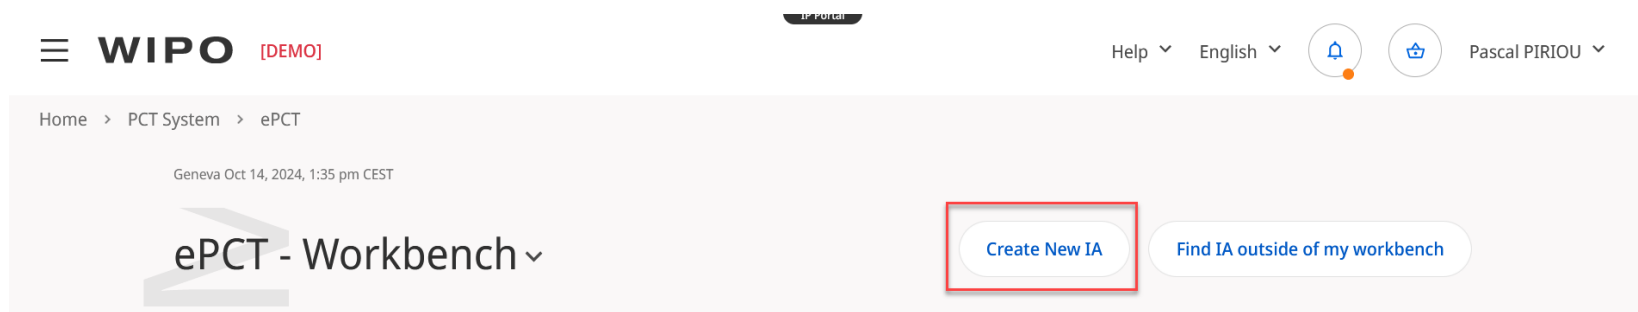 IP Portal
WIPO [DEMO] Help English Pascal PIRIOU
Home > PCT System > ePCT
Geneva Oct 14, 2024, 1:35 pm CEST
ePCT - Workbench Create New IA Find IA outside of my workbench